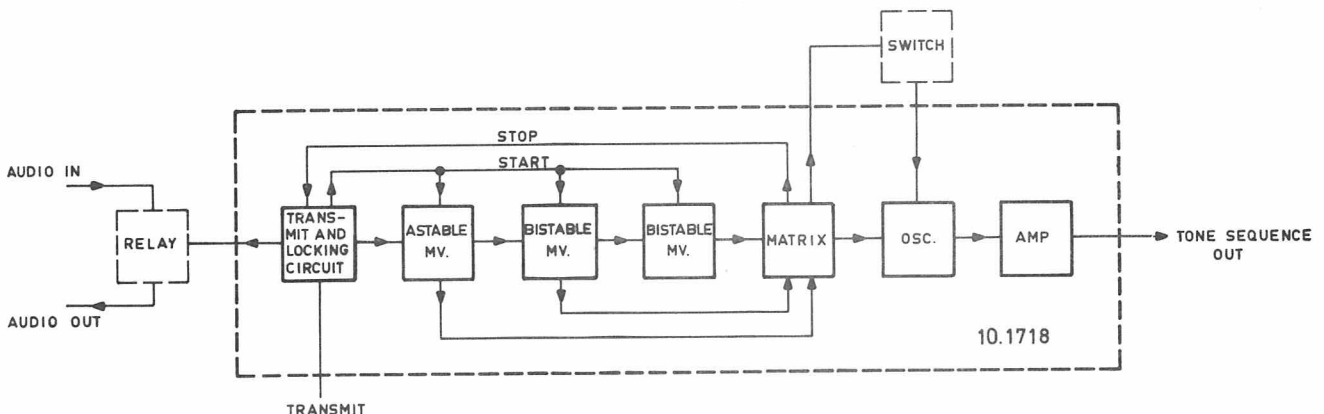 SWITCH
STOP
START
AUDIO IN
RELAY
AUDIO OUT
TRANS-
MIT AND
LOCKING
CIRCUIT
ASTABLE
MV.
BISTABLE
MV.
BISTABLE
MV.
MATRIX
OSC.
AMP
TONE SEQUENCE
OUT
10.1718
TRANSMIT